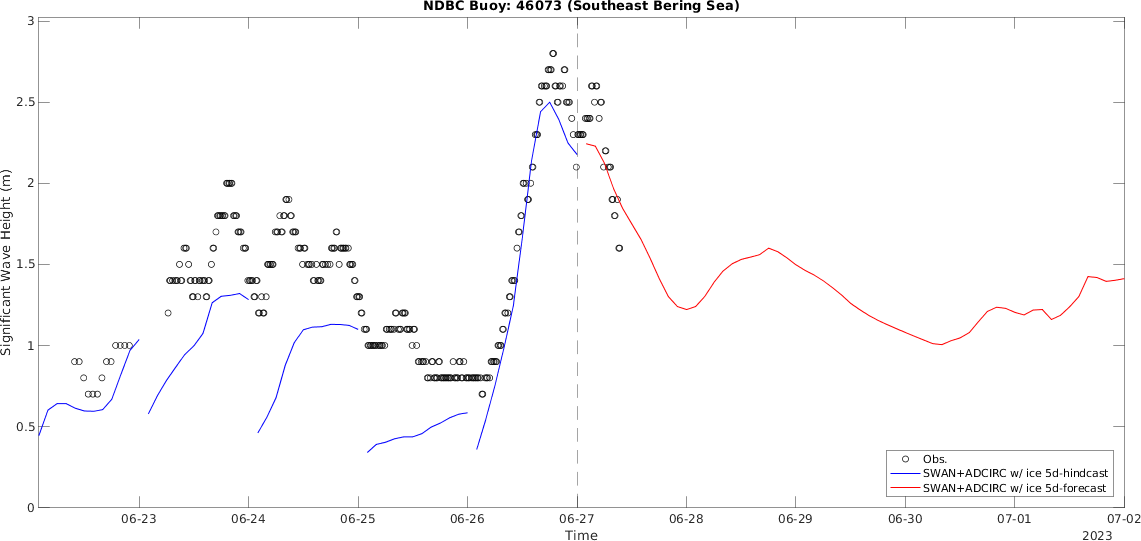 NDBC Buoy: 46073 (Southeast Bering Sea)
3
2.5
2
1.5
1
0.5
0
Significant Wave Height (m)
Obs.
SWAN+ADCIRC w/ ice 5d-hindcast
SWAN+ADCIRC w/ ice 5d-forecast
06-23 06-24 06-25 06-26 06-27 06-28 06-29 06-30 07-01 07-02
Time
2023